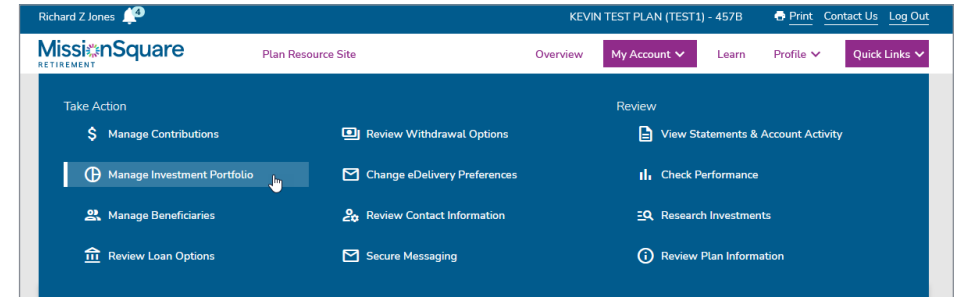 Richard Z Jones 4 KEVIN TEST PLAN (TEST1) - 457B Print Contact Us Log Out
MissionSquare
RETIREMENT
Plan Resource Site Overview My Account Learn Profile Quick Links
Take Action Review
Manage Contributions Review Withdrawal Options View Statements & Account Activity
Manage Investment Portfolio Change eDelivery Preferences Check Performance
Manage Beneficiaries Review Contact Information Research Investments
Review Loan Options Secure Messaging Review Plan Information